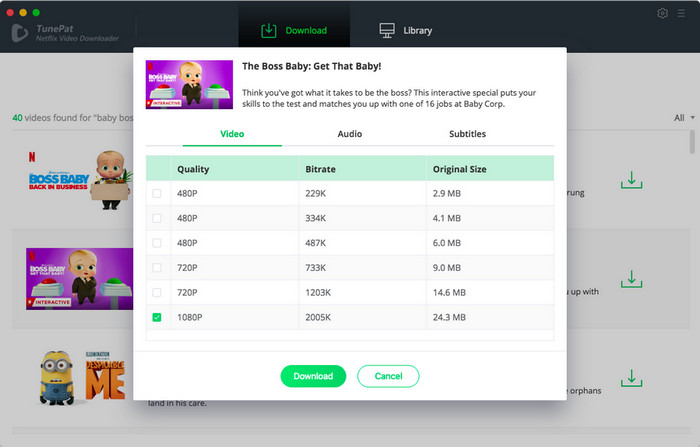 TunePat
Netflix Video Downloader
Download
Library
40 videos found for "baby bos
All
N
BOSS BABY
BACK IN BUSINESS
rung
BOSS BABY
GET THAT BABY!
INTERACTIVE
u up with
DESPICABLE
ME
e orphans
land in his care.
BOSS BABY
GET THAT BABY!
INTERACTIVE
The Boss Baby: Get That Baby!
Think you've got what it takes to be the boss? This interactive special puts your
skills to the test and matches you up with one of 16 jobs at Baby Corp.
Video Audio Subtitles
Quality Bitrate Original Size
480P 229K 2.9 MB
480P 334K 4.1 MB
480P 487K 6.0 MB
720P 733K 9.0 MB
720P 1203K 14.6 MB
1080P 2005K 24.3 MB
Download Cancel